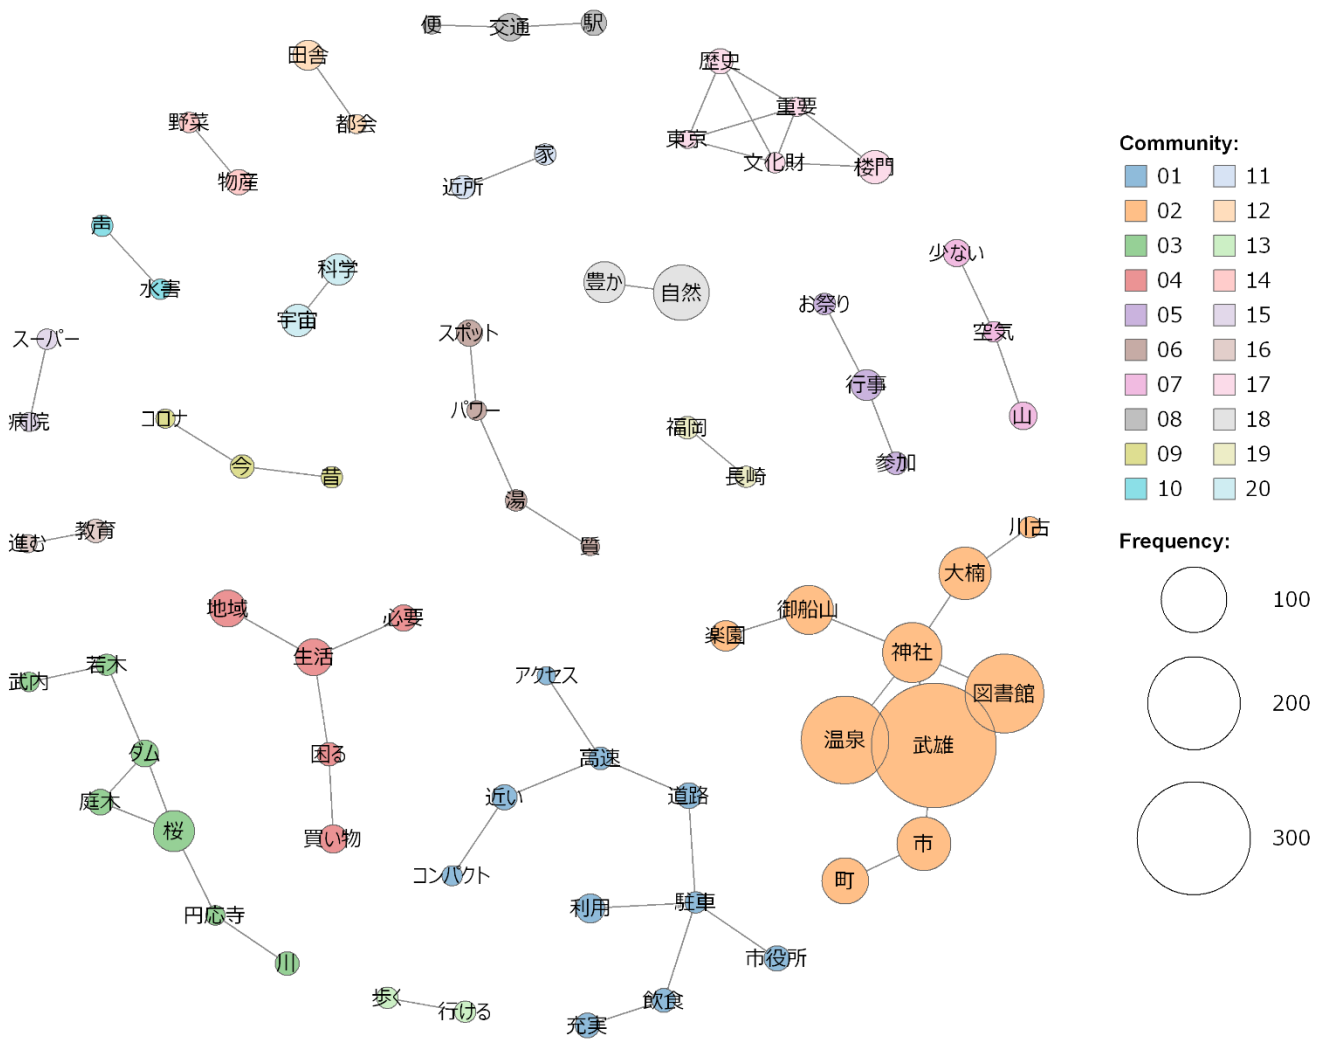 便 交通 駅
田舎
都会
歴史
重要
東京
文化財
楼門
野菜
物産
家
近所
声
水害
科学
宇宙
豊か
自然
少ない
空気
山
お祭り
行事
参加
スーパー
病院
スポット
パワー
湯
質
コロナ
今
昔
福岡
長崎
進む
教育
川古
大楠
御船山
楽園
神社
図書館
温泉
武雄
市
町
地域
必要
生活
困る
買い物
武内
若木
ダム
庭木
桜
円応寺
川
アクセス
高速
近い
道路
コンパクト
利用
駐車
市役所
飲食
充実
歩く
行ける
Community:
01 11
02 12
03 13
04 14
05 15
06 16
07 17
08 18
09 19
10 20
Frequency:
100
200
300